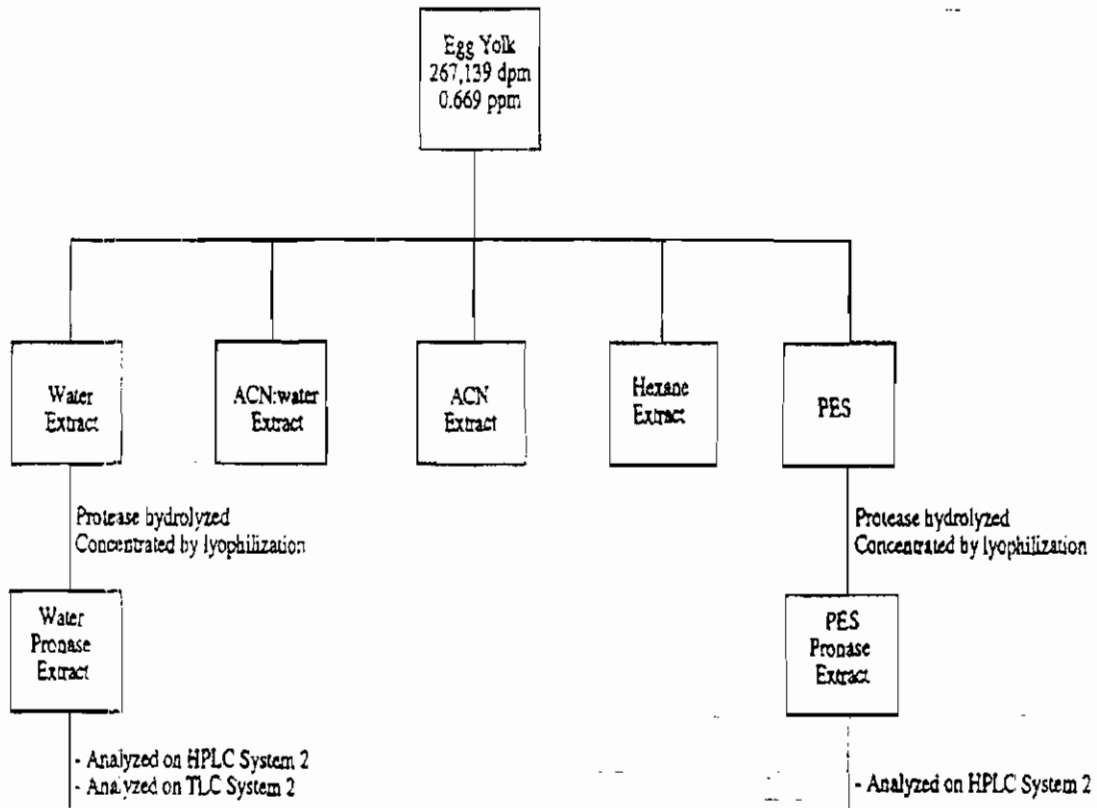 Egg Yolk
267,139 dpm
0.669 ppm
Water
Extract
ACN:water
Extract
ACN
Extract
Hexane
Extract
PES
Protease hydrolyzed
Concentrated by lyophilization
Protease hydrolyzed
Concentrated by lyophilization
Water
Pronase
Extract
PES
Pronase
Extract
- Analyzed on HPLC System 2
- Analyzed on TLC System 2
- Analyzed on HPLC System 2